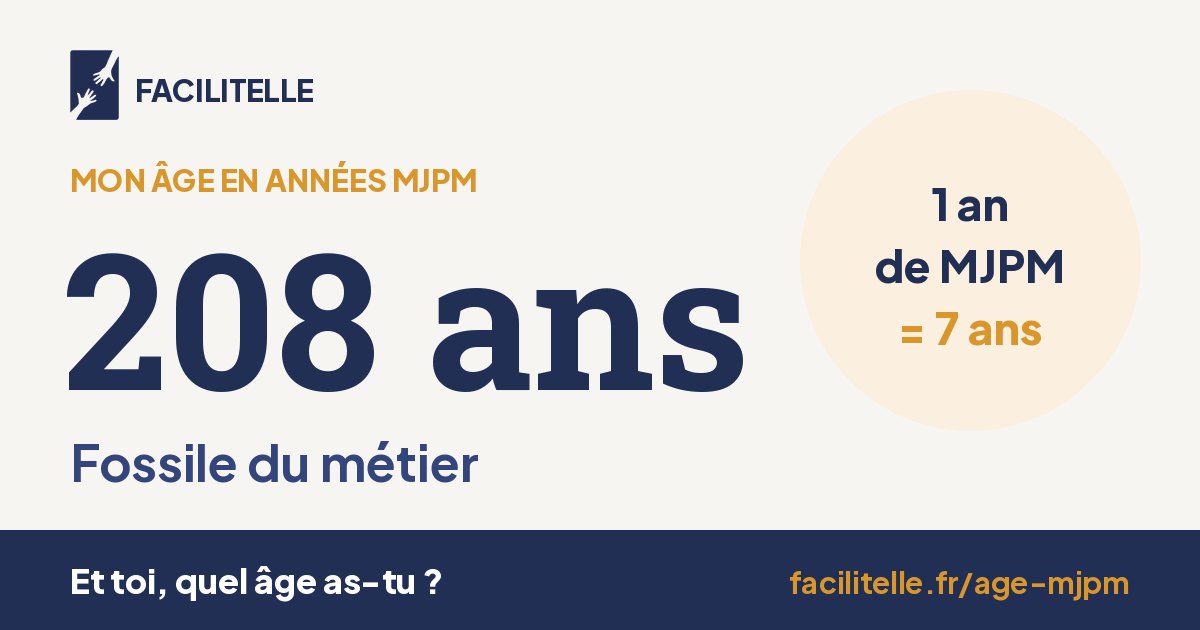 FACILITELLE
MON ÂGE EN ANNÉES MJPM
208 ans
Fossile du métier
1 an
de MJPM
= 7 ans
Et toi, quel âge as-tu ?
facilitelle.fr/age-mjpm